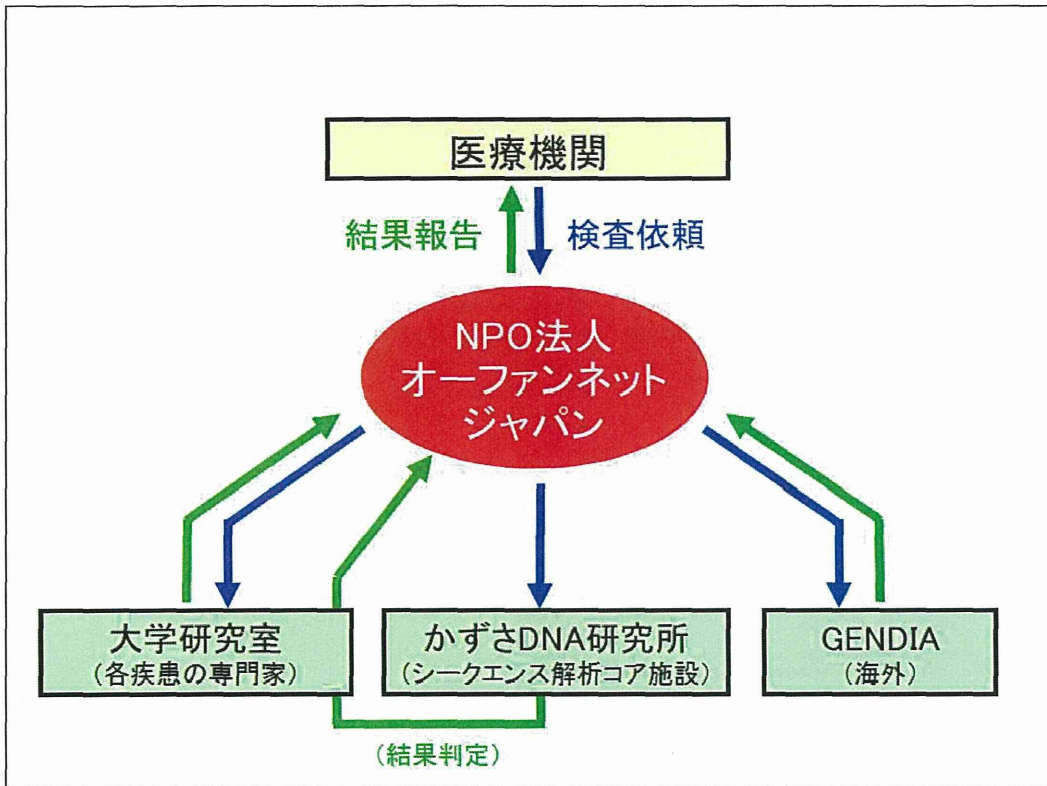 医療機関
結果報告
検査依頼
NPO法人
オーファンネット
ジャパン
大学研究室
（各疾患の専門家）
かずさDNA研究所
（シークエンス解析コア施設）
GENDIA
（海外）
（結果判定）